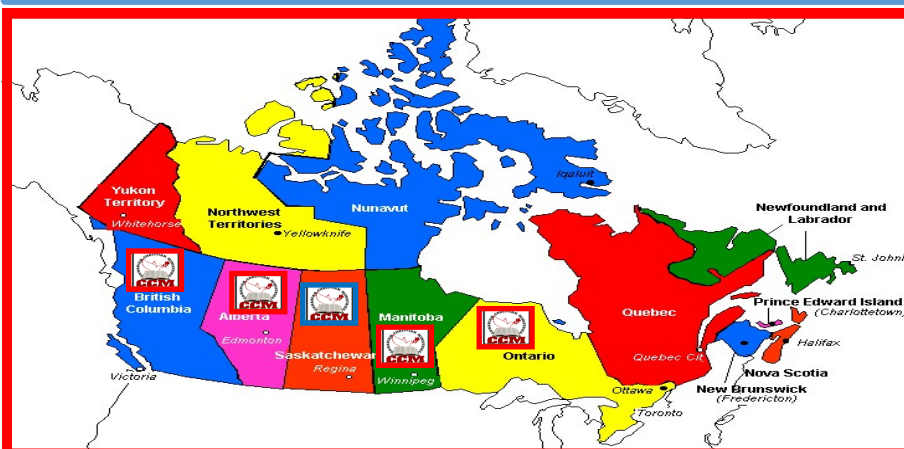 Yukon
Territory
Whitehorse
Northwest
Territories
Yellowknife
Nunavut
Iqaluit
Newfoundland and
Labrador
St. John
CCM
British
Columbia
Victoria
CCM
Alberta
Edmonton
CCM
Saskatchewan
Regina
Manitoba
CCM
Winnipeg
CCM
Ontario
Ottawa
Toronto
Quebec
Quebec Cit
Prince Edward Island
(Charlottetown)
Halifax
Nova Scotia
New Brunswick
(Fredericton)